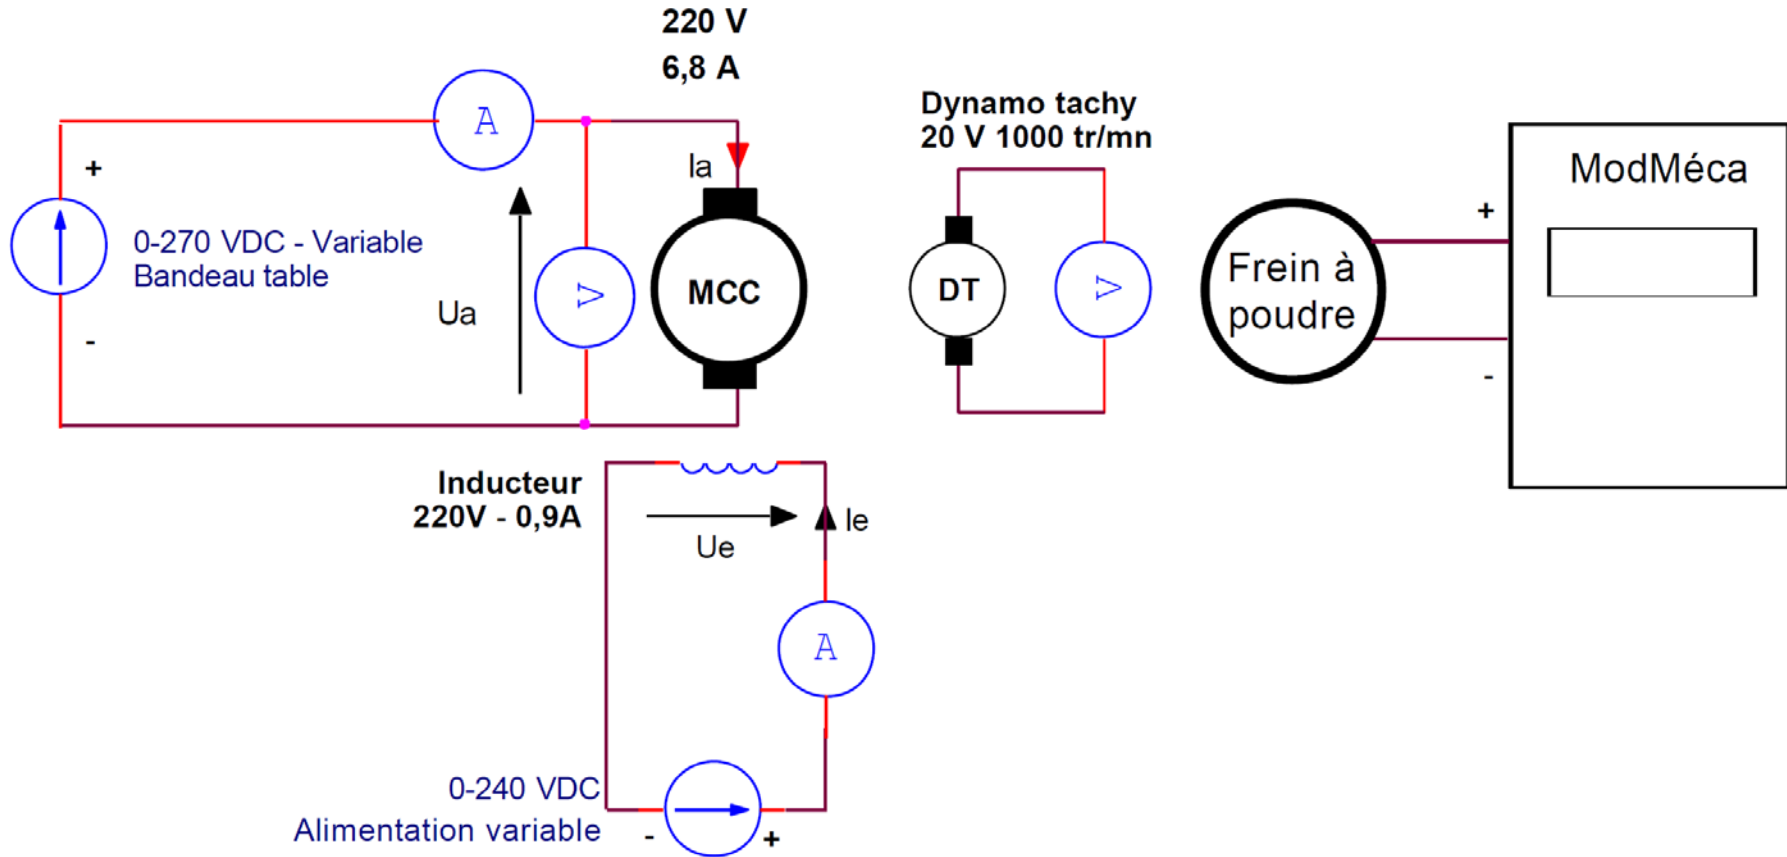 220 V
6,8 A
A
+
Ia
0-270 VDC - Variable
Bandeau table
-
Ua
V
MCC
Dynamo tachy
20 V 1000 tr/mn
DT
V
Frein à
poudre
+
-
ModMéca
Inducteur
220V - 0,9A
Ue
Ie
A
0-240 VDC
Alimentation variable
-
+